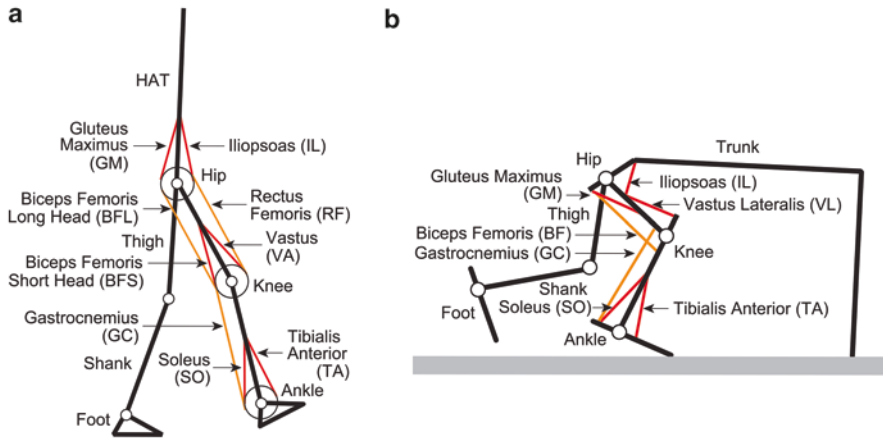 a
HAT
Gluteus
Maximus
(GM)
Iliopsoas (IL)
Hip
Biceps Femoris
Long Head (BFL)
Rectus
Femoris (RF)
Thigh
Vastus
(VA)
Biceps Femoris
Short Head (BFS)
Knee
Gastrocnemius
(GC)
Tibialis
Anterior
(TA)
Shank
Soleus
(SO)
Ankle
Foot
b
Trunk
Hip
Gluteus Maximus
(GM)
Iliopsoas (IL)
Vastus Lateralis (VL)
Thigh
Biceps Femoris (BF)
Gastrocnemius (GC)
Knee
Shank
Foot
Soleus (SO)
Tibialis Anterior (TA)
Ankle